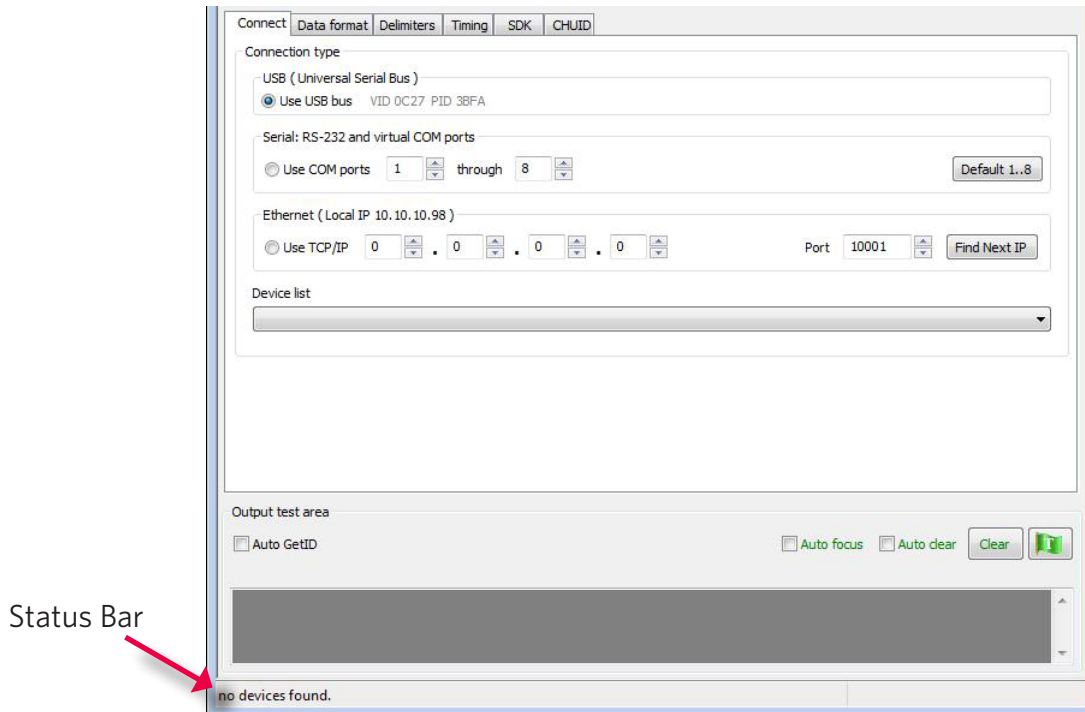 Connect Data format Delimiters Timing SDK CHUID
Connection type
USB ( Universal Serial Bus )
Use USB bus VID 0C27 PID 3BFA
Serial: RS-232 and virtual COM ports
Use COM ports 1 through 8 Default 1..8
Ethernet ( Local IP 10.10.10.98 )
Use TCP/IP 0 . 0 . 0 . 0 Port 10001 Find Next IP
Device list
Output test area
Auto GetID Auto focus Auto clear Clear T
Status Bar
no devices found.